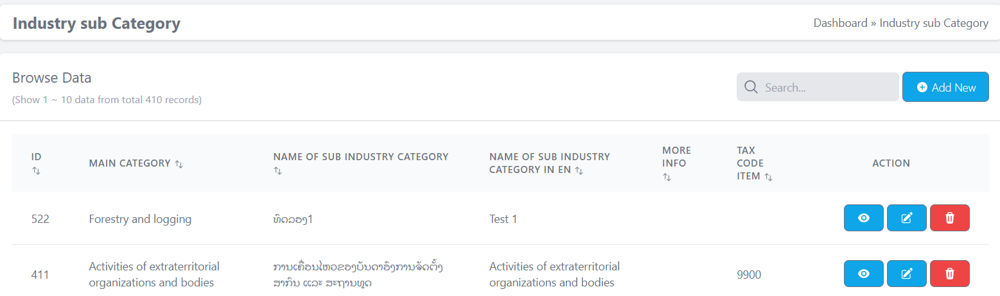 Industry sub Category
Dashboard » Industry sub Category
Browse Data
(Show 1 ~ 10 data from total 410 records)
Search...
Add New
ID
MAIN CATEGORY
NAME OF SUB INDUSTRY CATEGORY
NAME OF SUB INDUSTRY
CATEGORY IN EN
MORE
INFO
TAX
CODE
ITEM
ACTION
522
Forestry and logging
ທົດລອງ1
Test 1
411
Activities of extraterritorial
organizations and bodies
ການເຄື່ອນໄຫວຂອງບັນດາອົງການຈັດຕັ້ງ
ສາກົນ ແລະ ສະຖານທູດ
Activities of extraterritorial
organizations and bodies
9900